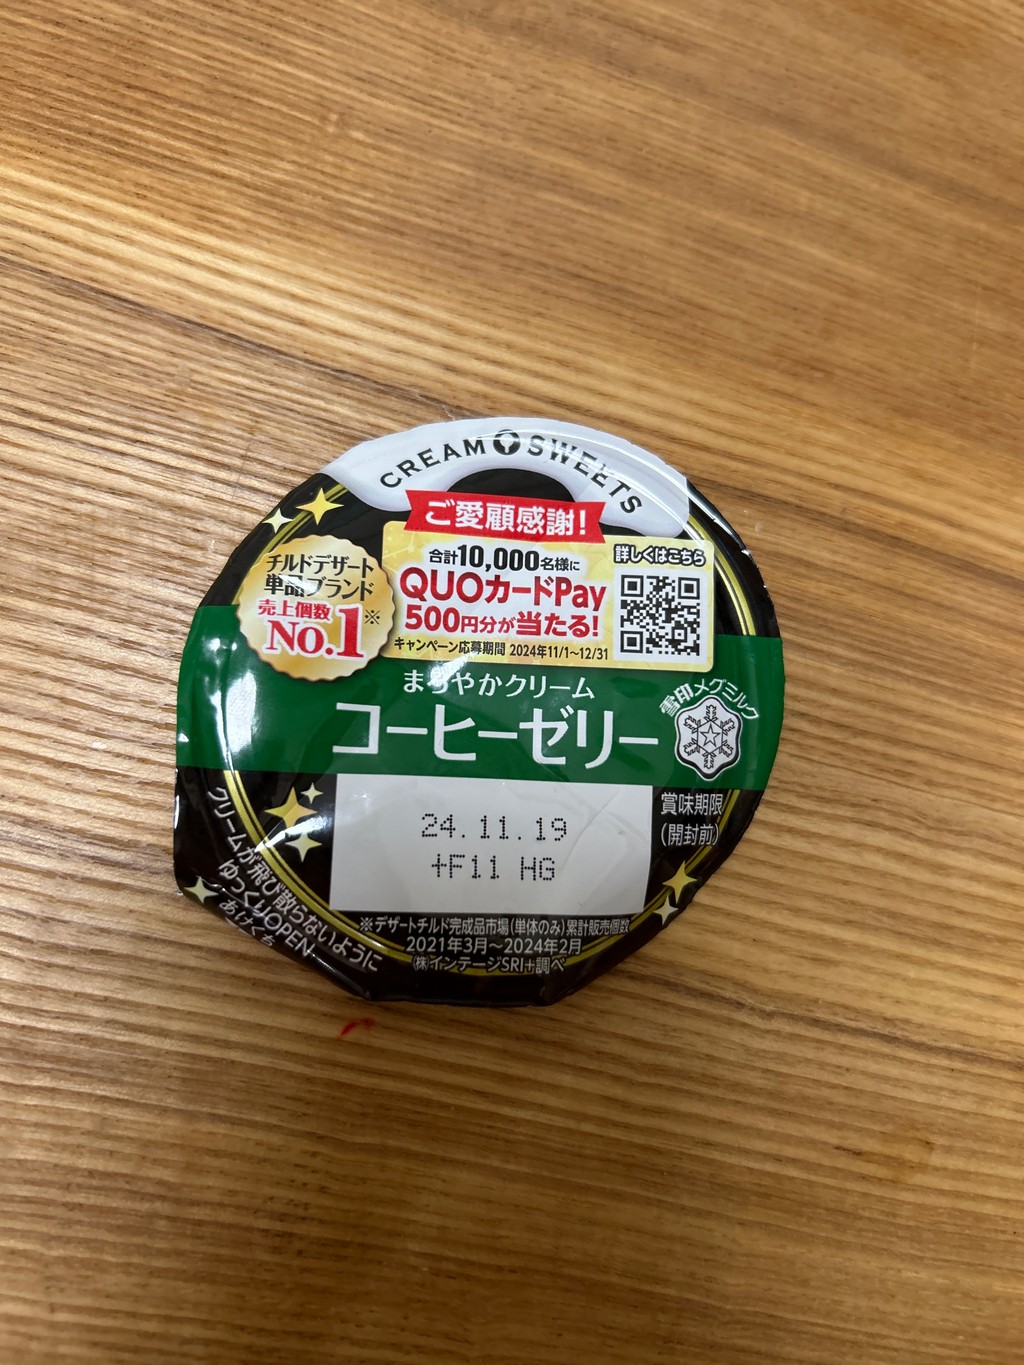 CREAM SWEETS
ご愛顧感謝!
合計10,000名様に
QUOカードPay
500円分が当たる!
キャンペーン応募期間 2024年11/1~12/31
詳しくはこちら
チルドデザート
単品ブランド
売上個数
No.1※
まろやかクリーム
コーヒーゼリー
雪印メグミルク
24.11.19
+F11 HG
賞味期限
(開封前)
クリームが飛び散らないように
ゆっくりOPEN
あけくち
※デザートチルド完成品市場(単体のみ)累計販売個数
2021年3月~2024年2月
㈱インテージSRI+調べ